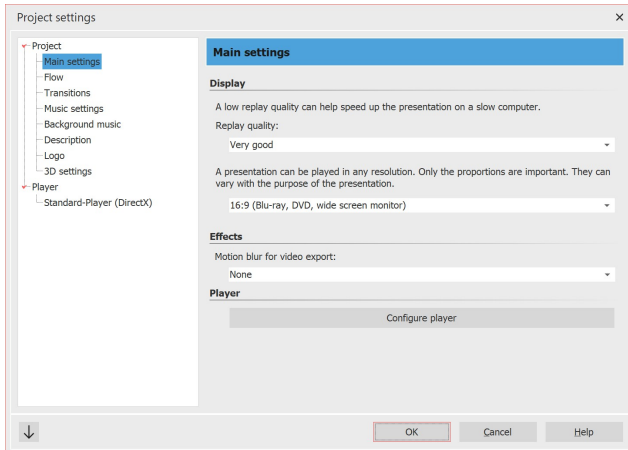 Project settings
Project
Main settings
Flow
Transitions
Music settings
Background music
Description
Logo
3D settings
Player
Standard-Player (DirectX)
Main settings
Display
A low replay quality can help speed up the presentation on a slow computer.
Replay quality:
Very good
A presentation can be played in any resolution. Only the proportions are important. They can
vary with the purpose of the presentation.
16:9 (Blu-ray, DVD, wide screen monitor)
Effects
Motion blur for video export:
None
Player
Configure player
OK
Cancel
Help